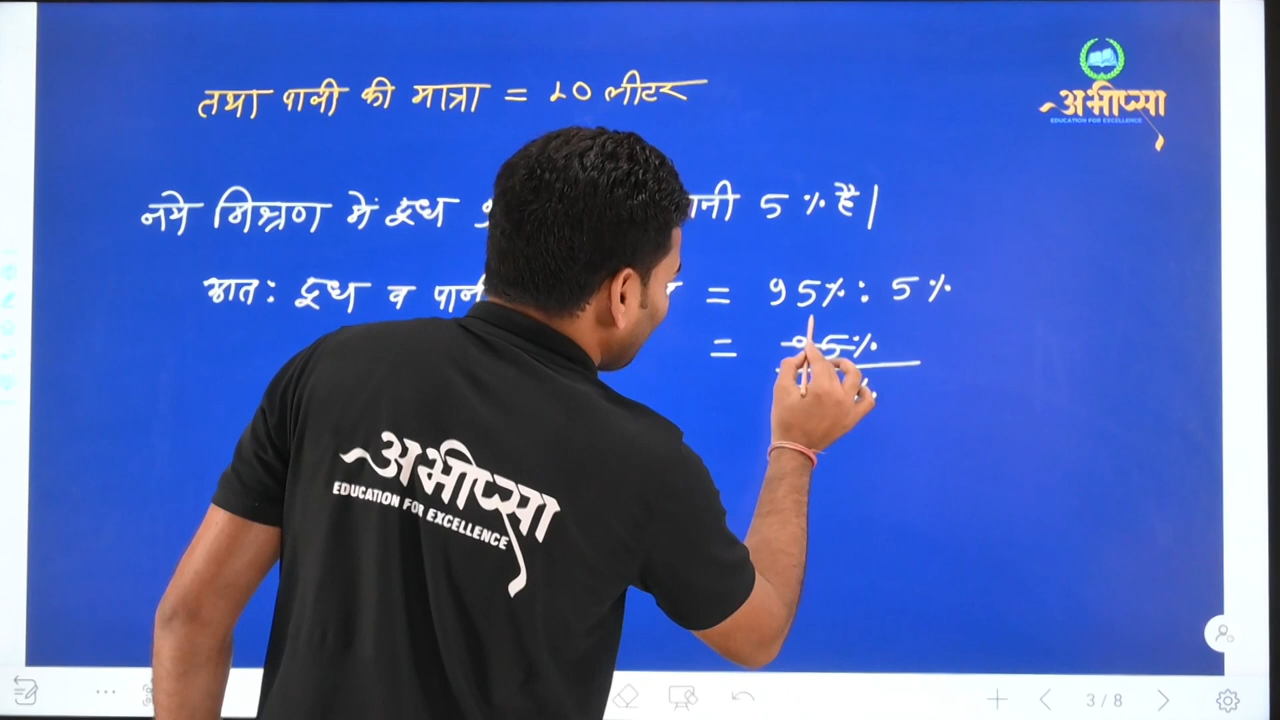 तथा पानी की मात्रा = 20 लीटर
अभीप्सा
EDUCATION FOR EXCELLENCE
नये मिश्रण में दूध 5 % है|
अतः दूध व = 95% : 5 %
= 95%
अभीप्सा
EDUCATION FOR EXCELLENCE
3 / 8